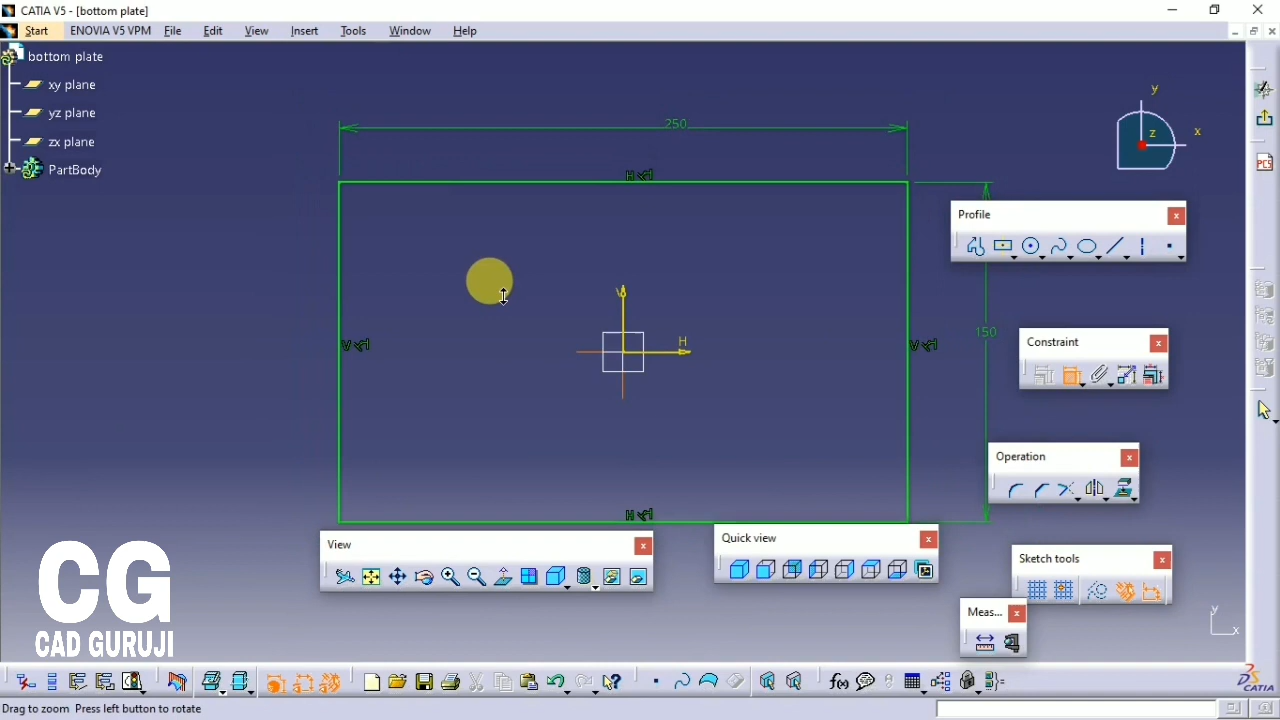 CATIA V5 - [bottom plate]
Start ENOVIA V5 VPM File Edit View Insert Tools Window Help
bottom plate
xy plane
yz plane
zx plane
PartBody
250
H
V
V
H
150
V
H
y
x
z
Profile
Constraint
Operation
Sketch tools
Meas...
View
Quick view
PCS
y
x
CG
CAD GURUJI
f(x)
CATIA
Drag to zoom Press left button to rotate